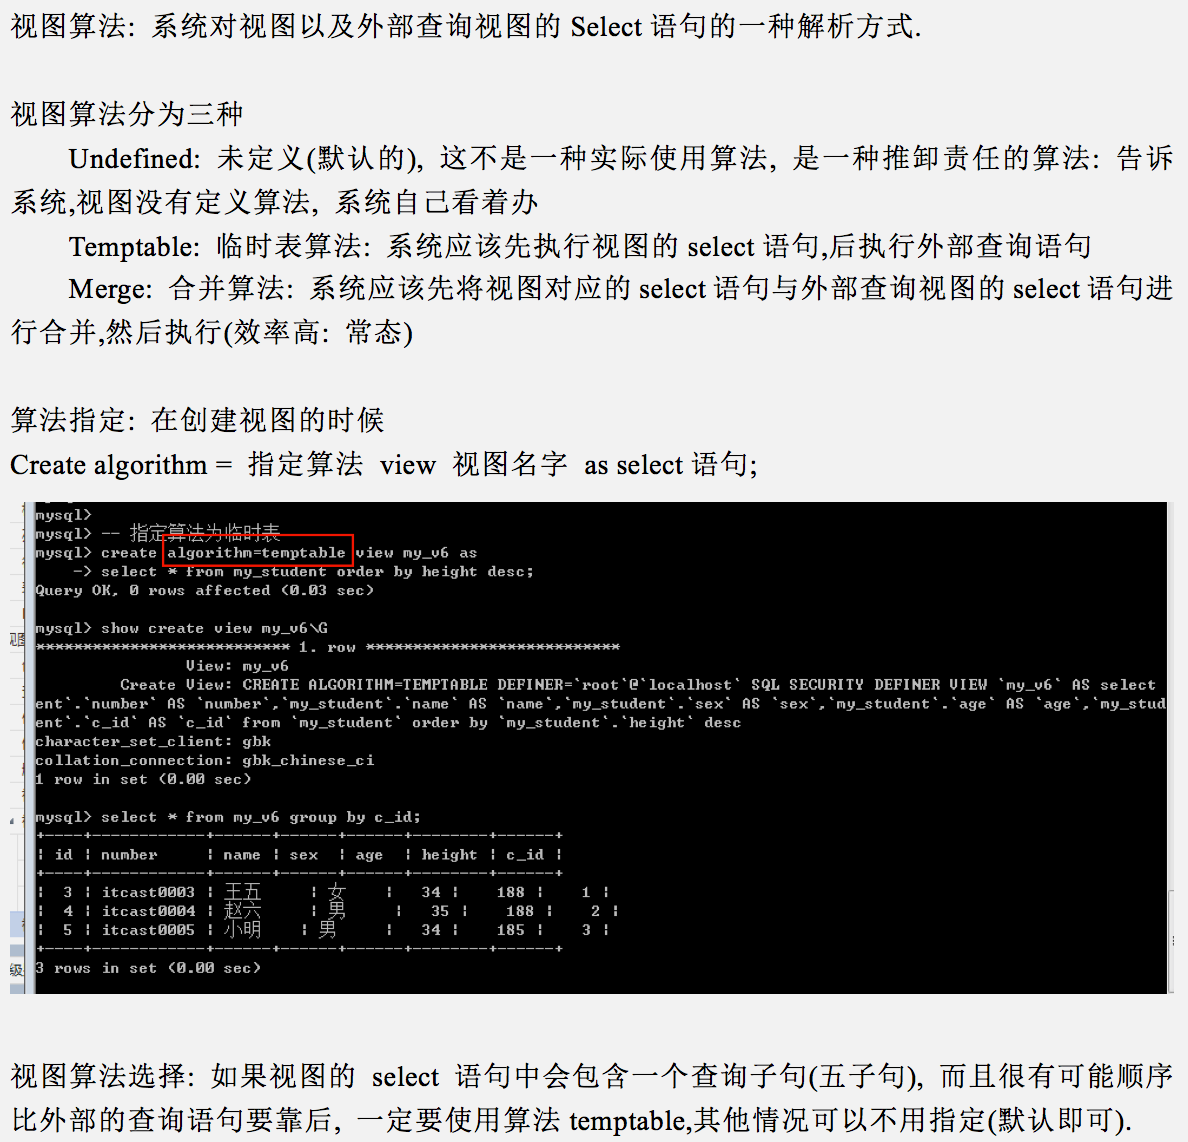 视图算法: 系统对视图以及外部查询视图的 Select 语句的一种解析方式.
视图算法分为三种
Undefined: 未定义(默认的), 这不是一种实际使用算法, 是一种推卸责任的算法: 告诉
系统,视图没有定义算法, 系统自己看着办
Temptable: 临时表算法: 系统应该先执行视图的 select 语句,后执行外部查询语句
Merge: 合并算法: 系统应该先将视图对应的 select 语句与外部查询视图的 select 语句进
行合并,然后执行(效率高: 常态)
算法指定: 在创建视图的时候
Create algorithm = 指定算法 view 视图名字 as select 语句;
mysql>
mysql> -- 指定算法为临时表
mysql> create algorithm=temptable view my_v6 as
-> select * from my_student order by height desc;
Query OK, 0 rows affected (0.03 sec)
mysql> show create view my_v6\G
*************************** 1. row ***************************
View: my_v6
Create View: CREATE ALGORITHM=TEMPTABLE DEFINER=`root`@`localhost` SQL SECURITY DEFINER VIEW `my_v6` AS select
ent`.`number` AS `number`,`my_student`.`name` AS `name`,`my_student`.`sex` AS `sex`,`my_student`.`age` AS `age`,`my_stud
ent`.`c_id` AS `c_id` from `my_student` order by `my_student`.`height` desc
character_set_client: gbk
collation_connection: gbk_chinese_ci
1 row in set (0.00 sec)
mysql> select * from my_v6 group by c_id;
+----+------------+------+------+------+--------+------+
| id | number | name | sex | age | height | c_id |
+----+------------+------+------+------+--------+------+
| 3 | itcast0003 | 王五 | 女 | 34 | 188 | 1 |
| 4 | itcast0004 | 赵六 | 男 | 35 | 188 | 2 |
| 5 | itcast0005 | 小明 | 男 | 34 | 185 | 3 |
+----+------------+------+------+------+--------+------+
3 rows in set (0.00 sec)
视图算法选择: 如果视图的 select 语句中会包含一个查询子句(五子句), 而且很有可能顺序
比外部的查询语句要靠后, 一定要使用算法 temptable,其他情况可以不用指定(默认即可).